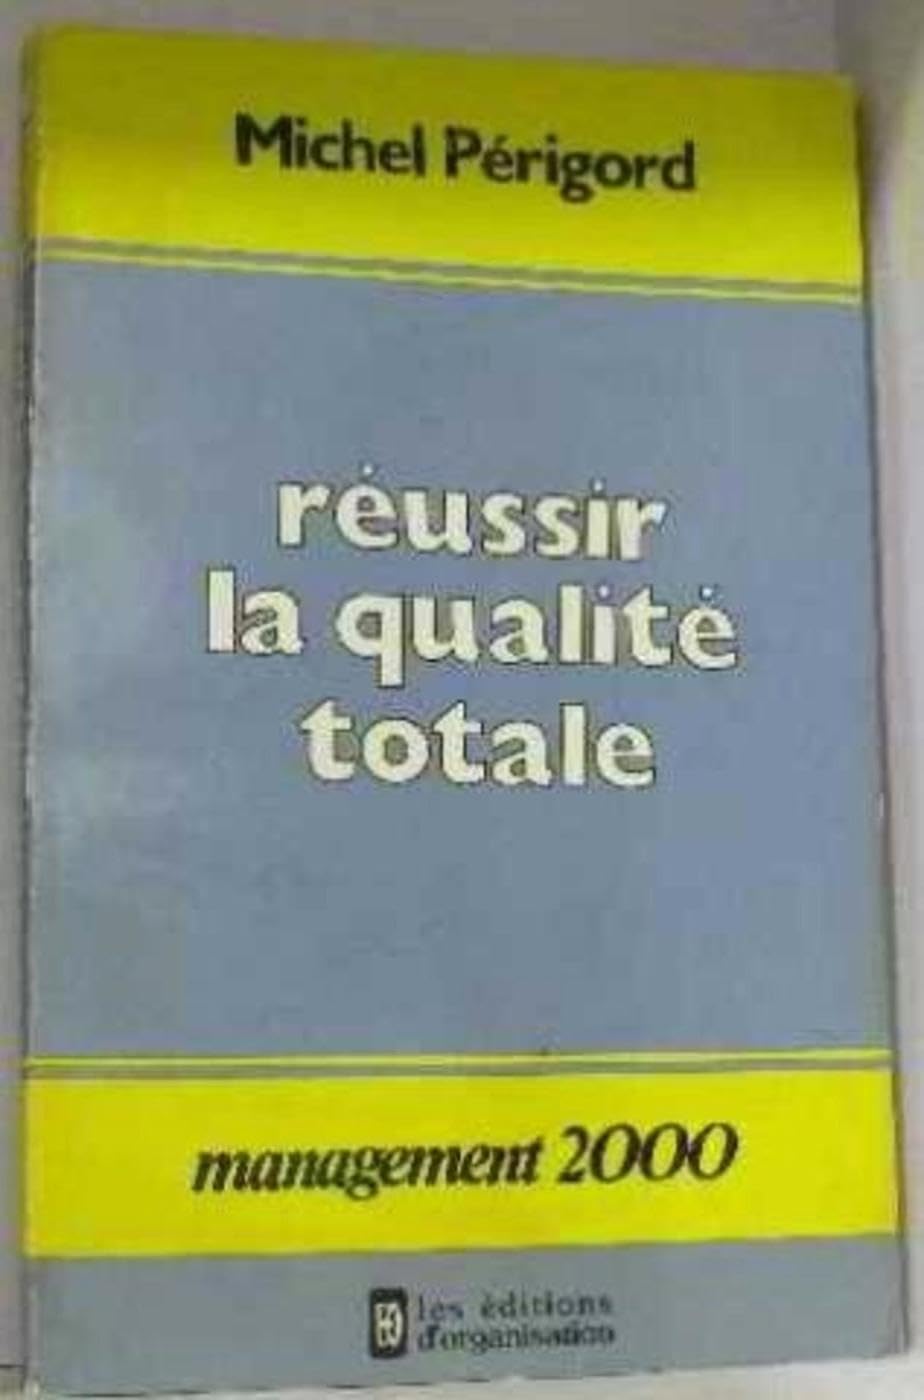 Michel Périgord
réussir
la qualité
totale
management 2000
les éditions
d'organisation